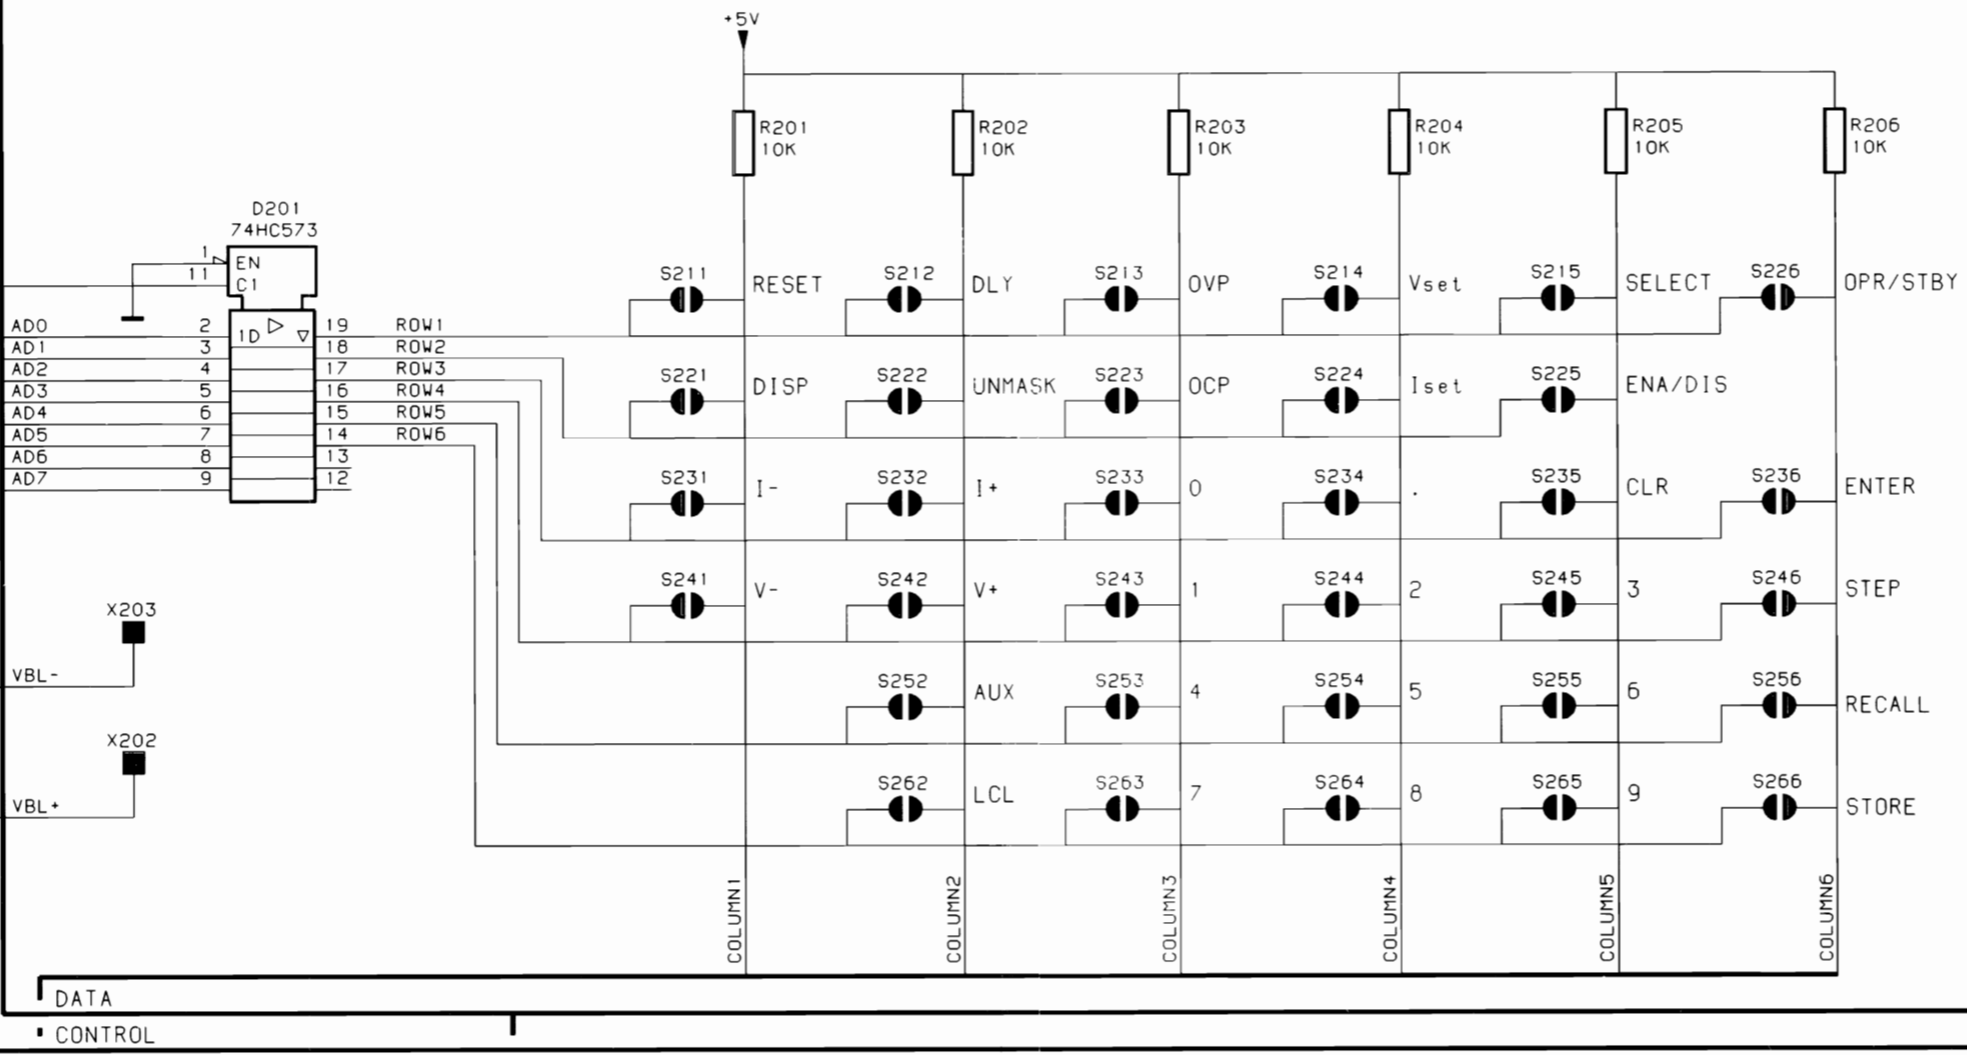 +5V
R201
10K
R202
10K
R203
10K
R204
10K
R205
10K
R206
10K
D201
74HC573
1
EN
11
C1
S211
RESET
S212
DLY
S213
OVP
S214
Vset
S215
SELECT
S226
OPR/STBY
AD0
2
1D
19
ROW1
AD1
3
18
ROW2
AD2
4
17
ROW3
AD3
5
16
ROW4
AD4
6
15
ROW5
AD5
7
14
ROW6
AD6
8
13
AD7
9
12
S221
DISP
S222
UNMASK
S223
OCP
S224
Iset
S225
ENA/DIS
S231
I-
S232
I+
S233
0
S234
.
S235
CLR
S236
ENTER
S241
V-
S242
V+
S243
1
S244
2
S245
3
S246
STEP
X203
VBL-
S252
AUX
S253
4
S254
5
S255
6
S256
RECALL
X202
VBL+
S262
LCL
S263
7
S264
8
S265
9
S266
STORE
COLUMN1
COLUMN2
COLUMN3
COLUMN4
COLUMN5
COLUMN6
DATA
CONTROL